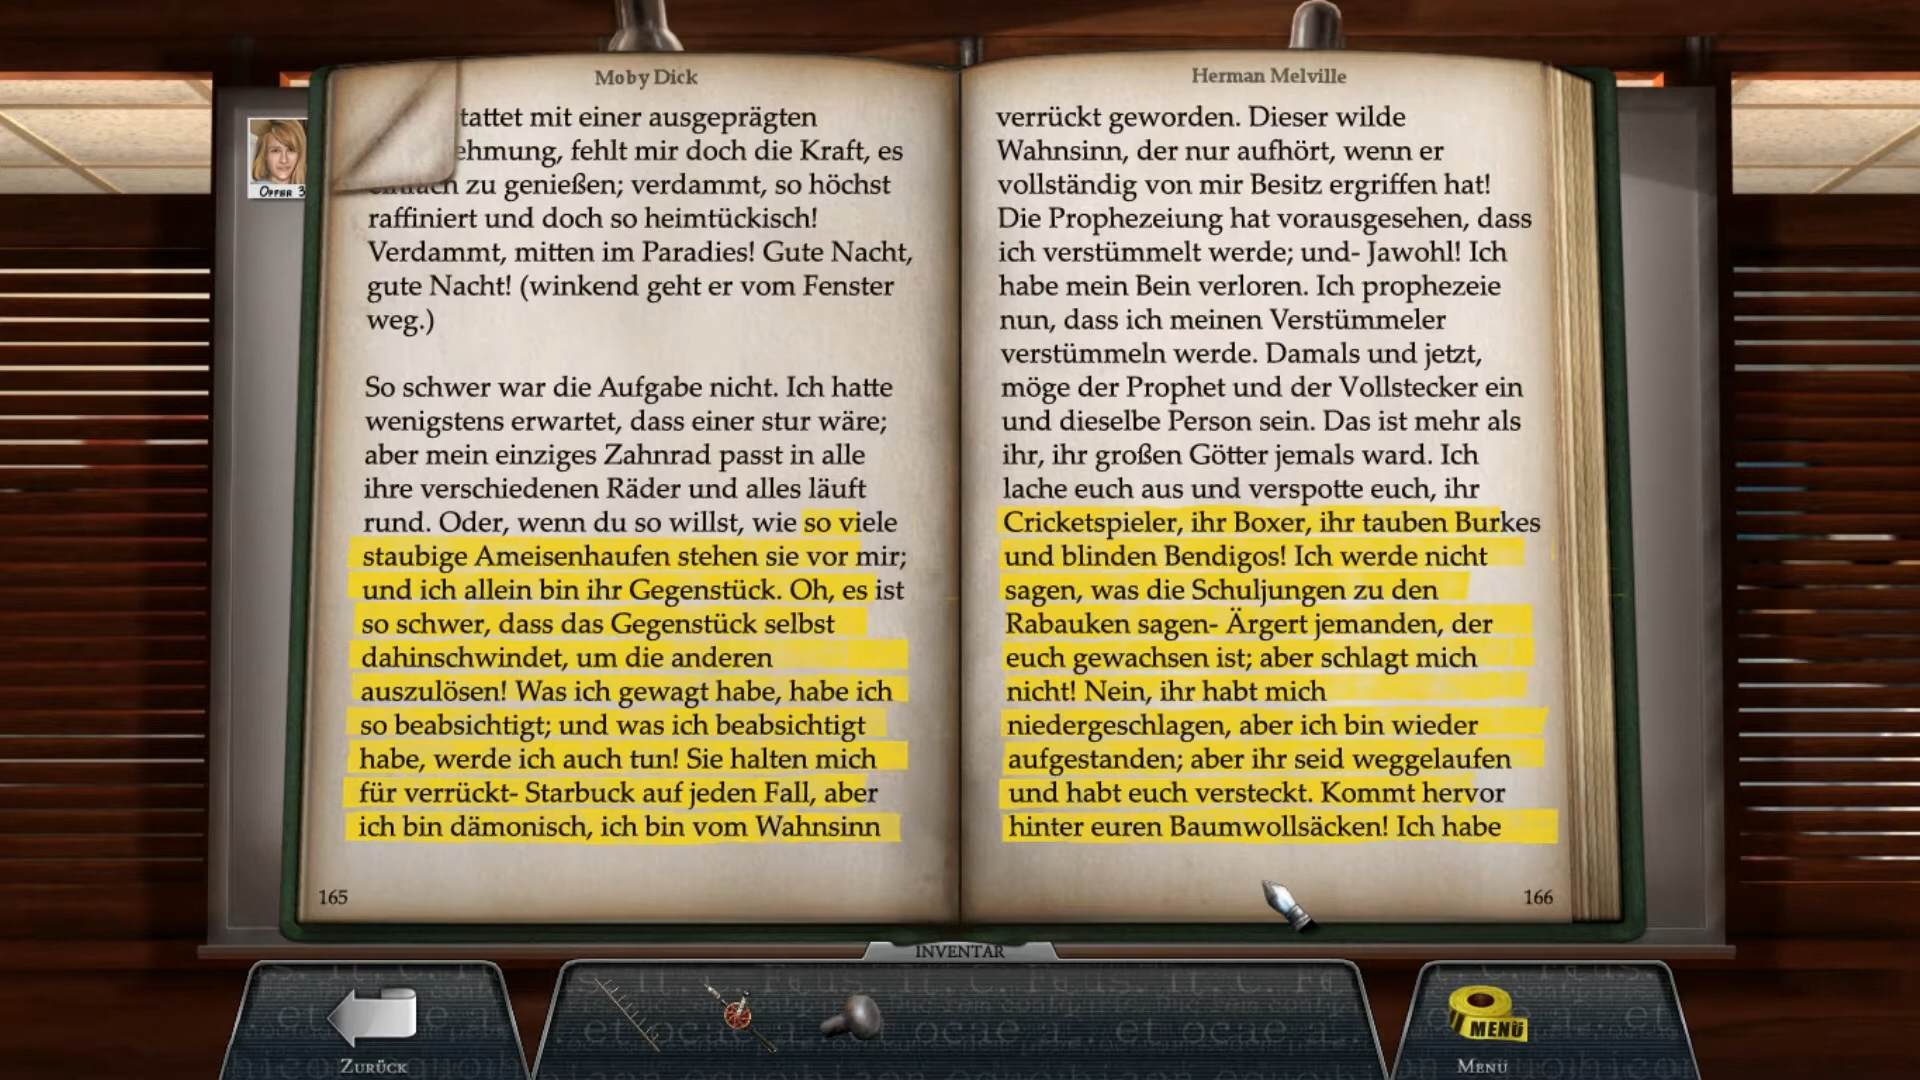 Moby Dick
tattet mit einer ausgeprägten
ehmung, fehlt mir doch die Kraft, es
einfach zu genießen; verdammt, so höchst
raffiniert und doch so heimtückisch!
Verdammt, mitten im Paradies! Gute Nacht,
gute Nacht! (winkend geht er vom Fenster
weg.)
So schwer war die Aufgabe nicht. Ich hatte
wenigstens erwartet, dass einer stur wäre;
aber mein einziges Zahnrad passt in alle
ihre verschiedenen Räder und alles läuft
rund. Oder, wenn du so willst, wie so viele
staubige Ameisenhaufen stehen sie vor mir;
und ich allein bin ihr Gegenstück. Oh, es ist
so schwer, dass das Gegenstück selbst
dahinschwindet, um die anderen
auszulösen! Was ich gewagt habe, habe ich
so beabsichtigt; und was ich beabsichtigt
habe, werde ich auch tun! Sie halten mich
für verrückt- Starbuck auf jeden Fall, aber
ich bin dämonisch, ich bin vom Wahnsinn
165
Herman Melville
verrückt geworden. Dieser wilde
Wahnsinn, der nur aufhört, wenn er
vollständig von mir Besitz ergriffen hat!
Die Prophezeiung hat vorausgesehen, dass
ich verstümmelt werde; und- Jawohl! Ich
habe mein Bein verloren. Ich prophezeie
nun, dass ich meinen Verstümmeler
verstümmeln werde. Damals und jetzt,
möge der Prophet und der Vollstecker ein
und dieselbe Person sein. Das ist mehr als
ihr, ihr großen Götter jemals ward. Ich
lache euch aus und verspotte euch, ihr
Cricketspieler, ihr Boxer, ihr tauben Burkes
und blinden Bendigos! Ich werde nicht
sagen, was die Schuljungen zu den
Rabauken sagen- Ärgert jemanden, der
euch gewachsen ist; aber schlagt mich
nicht! Nein, ihr habt mich
niedergeschlagen, aber ich bin wieder
aufgestanden; aber ihr seid weggelaufen
und habt euch versteckt. Kommt hervor
hinter euren Baumwollsäcken! Ich habe
166
OPFER 3
INVENTAR
ZURÜCK
MENÜ
MENÜ